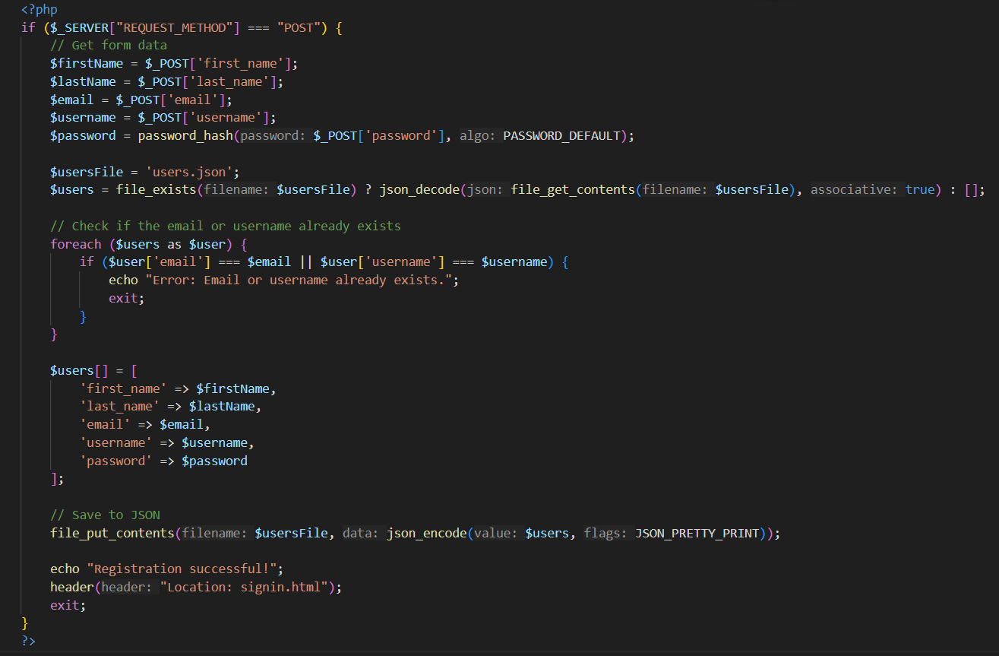 <?php
if ($_SERVER["REQUEST_METHOD"] === "POST") {
    // Get form data
    $firstName = $_POST['first_name'];
    $lastName = $_POST['last_name'];
    $email = $_POST['email'];
    $username = $_POST['username'];
    $password = password_hash(password: $_POST['password'], algo: PASSWORD_DEFAULT);

    $usersFile = 'users.json';
    $users = file_exists(filename: $usersFile) ? json_decode(json: file_get_contents(filename: $usersFile), associative: true) : [];

    // Check if the email or username already exists
    foreach ($users as $user) {
        if ($user['email'] === $email || $user['username'] === $username) {
            echo "Error: Email or username already exists.";
            exit;
        }
    }

    $users[] = [
        'first_name' => $firstName,
        'last_name' => $lastName,
        'email' => $email,
        'username' => $username,
        'password' => $password
    ];

    // Save to JSON
    file_put_contents(filename: $usersFile, data: json_encode(value: $users, flags: JSON_PRETTY_PRINT));

    echo "Registration successful!";
    header(header: "Location: signin.html");
    exit;
}
?>